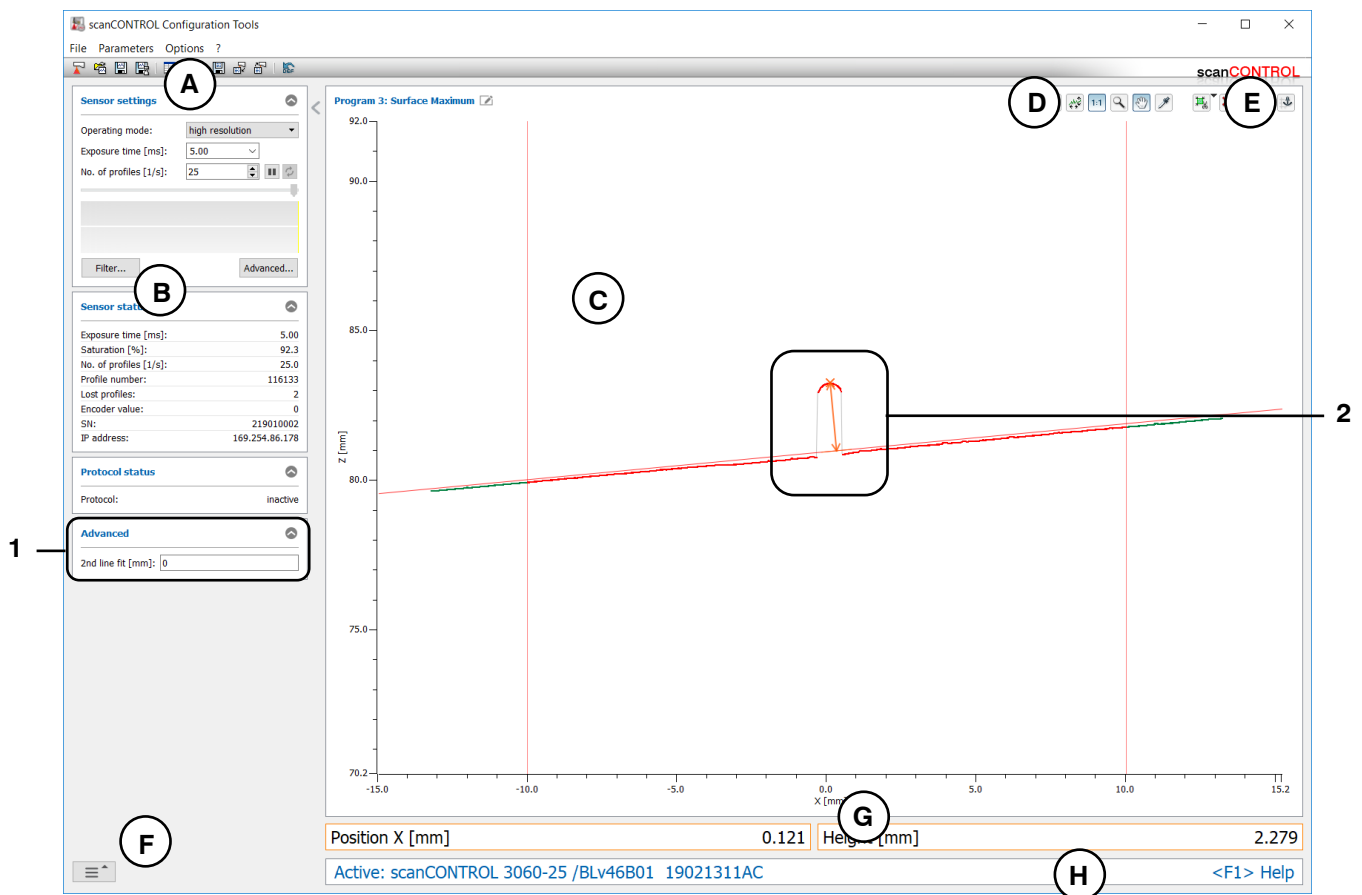 scanCONTROL Configuration Tools
File Parameters Options ?
scanCONTROL
A
Sensor settings
Operating mode: high resolution
Exposure time [ms]: 5.00
No. of profiles [1/s]: 25
Filter... Advanced...
B
Sensor
Exposure time [ms]: 5.00
Saturation [%]: 92.3
No. of profiles [1/s]: 25.0
Profile number: 116133
Lost profiles: 2
Encoder value: 0
SN: 219010002
IP address: 169.254.86.178
Protocol status
Protocol: inactive
1
Advanced
2nd line fit [mm]: 0
F
Program 3: Surface Maximum
D
1:1
E
92.0
90.0
85.0
80.0
75.0
70.2
Z [mm]
C
2
-15.0 -10.0 -5.0 0.0 5.0 10.0 15.2
X [mm]
G
Position X [mm] 0.121
Height [mm] 2.279
Active: scanCONTROL 3060-25 /BLv46B01 19021311AC
H
<F1> Help